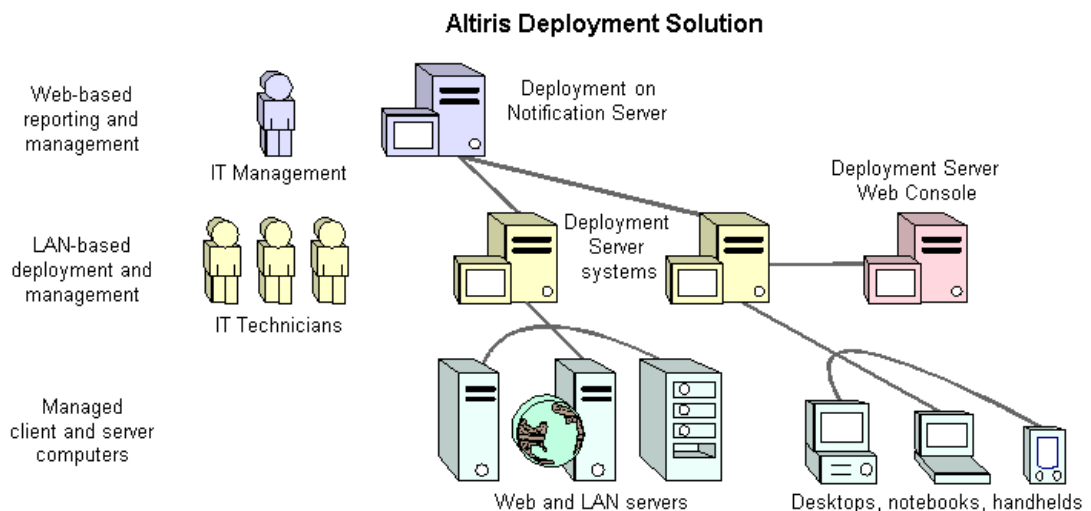 Altiris Deployment Solution
Web-based
reporting and
management
IT Management
Deployment on
Notification Server
Deployment Server
Web Console
LAN-based
deployment and
management
IT Technicians
Deployment
Server
systems
Managed
client and server
computers
Web and LAN servers
Desktops, notebooks, handhelds